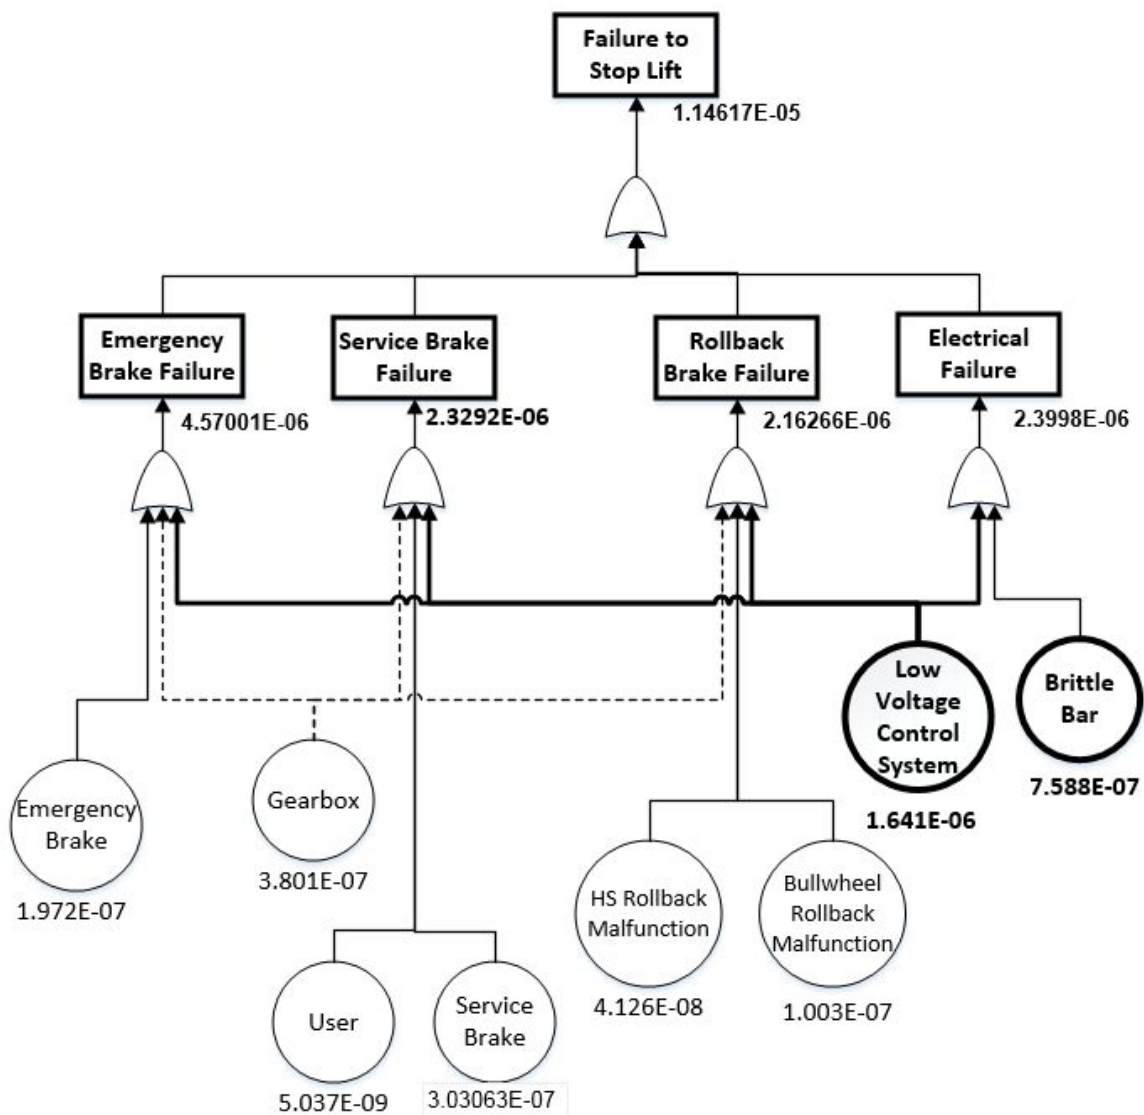 Failure to
Stop Lift
1.14617E-05
Emergency
Brake Failure
4.57001E-06
Service Brake
Failure
2.3292E-06
Rollback
Brake Failure
2.16266E-06
Electrical
Failure
2.3998E-06
Low
Voltage
Control
System
1.641E-06
Brittle
Bar
7.588E-07
Emergency
Brake
1.972E-07
Gearbox
3.801E-07
HS Rollback
Malfunction
4.126E-08
Bullwheel
Rollback
Malfunction
1.003E-07
User
5.037E-09
Service
Brake
3.03063E-07